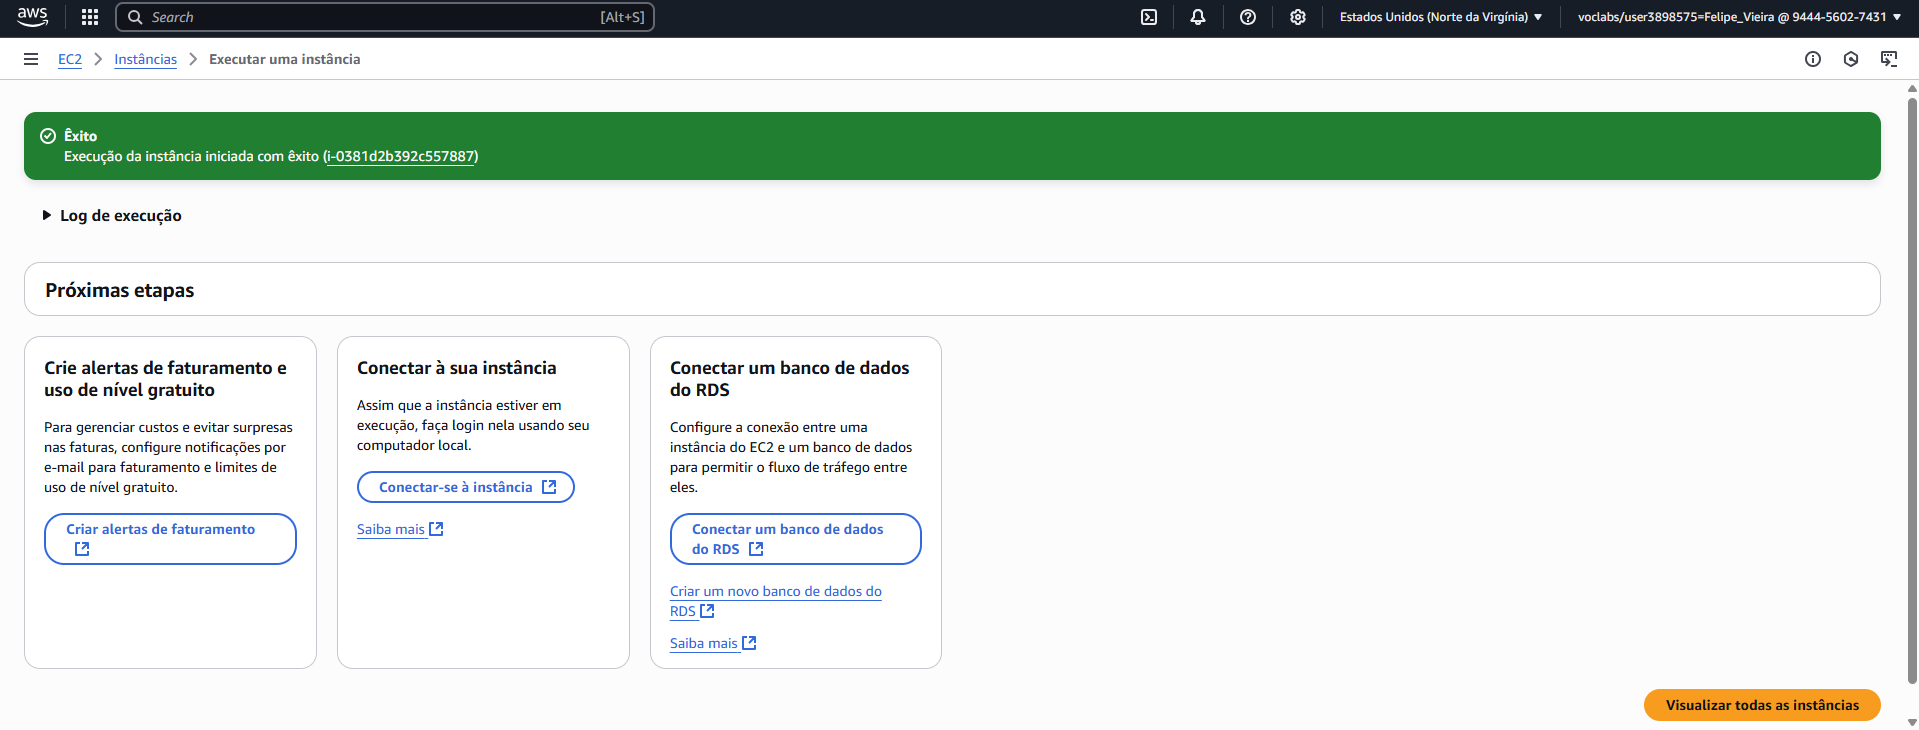 aws
Search [Alt+S]
Estados Unidos (Norte da Virgínia)
voclabs/user3898575=Felipe_Vieira @ 9444-5602-7431
EC2
Instâncias
Executar uma instância
Êxito
Execução da instância iniciada com êxito (i-0381d2b392c557887)
Log de execução
Próximas etapas
Crie alertas de faturamento e
uso de nível gratuito
Para gerenciar custos e evitar surpresas
nas faturas, configure notificações por
e-mail para faturamento e limites de
uso de nível gratuito.
Criar alertas de faturamento
Conectar à sua instância
Assim que a instância estiver em
execução, faça login nela usando seu
computador local.
Conectar-se à instância
Saiba mais
Conectar um banco de dados
do RDS
Configure a conexão entre uma
instância do EC2 e um banco de dados
para permitir o fluxo de tráfego entre
eles.
Conectar um banco de dados
do RDS
Criar um novo banco de dados do
RDS
Saiba mais
Visualizar todas as instâncias